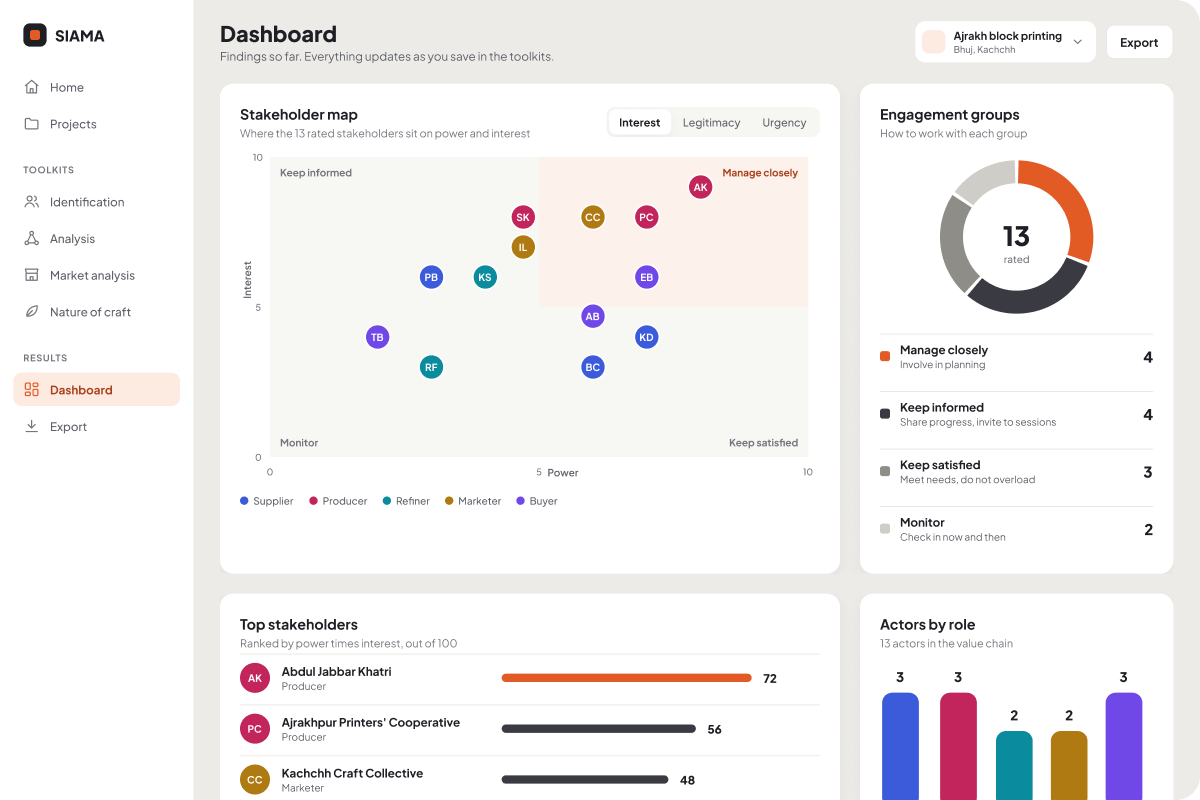 SIAMA
Home
Projects
TOOLKITS
Identification
Analysis
Market analysis
Nature of craft
RESULTS
Dashboard
Export
Dashboard
Findings so far. Everything updates as you save in the toolkits.
Ajrakh block printing
Bhuj, Kachchh
Export
Stakeholder map
Where the 13 rated stakeholders sit on power and interest
Interest
Legitimacy
Urgency
10
Keep informed
Manage closely
AK
SK
CC
PC
IL
PB
KS
EB
Interest
5
AB
TB
KD
RF
BC
Monitor
Keep satisfied
0
0
5
Power
10
Supplier
Producer
Refiner
Marketer
Buyer
Engagement groups
How to work with each group
13
rated
Manage closely
Involve in planning
4
Keep informed
Share progress, invite to sessions
4
Keep satisfied
Meet needs, do not overload
3
Monitor
Check in now and then
2
Top stakeholders
Ranked by power times interest, out of 100
AK
Abdul Jabbar Khatri
Producer
72
PC
Ajrakhpur Printers' Cooperative
Producer
56
CC
Kachchh Craft Collective
Marketer
48
Actors by role
13 actors in the value chain
3
3
2
2
3